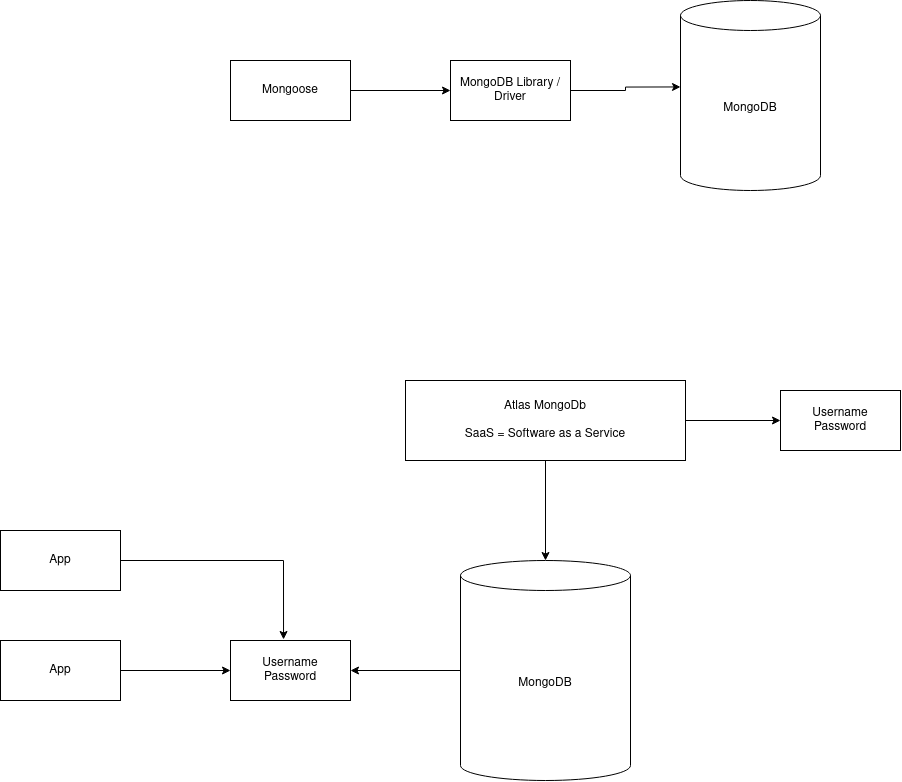 Mongoose
MongoDB Library /
Driver
MongoDB
Atlas MongoDb
SaaS = Software as a Service
Username
Password
App
App
Username
Password
MongoDB